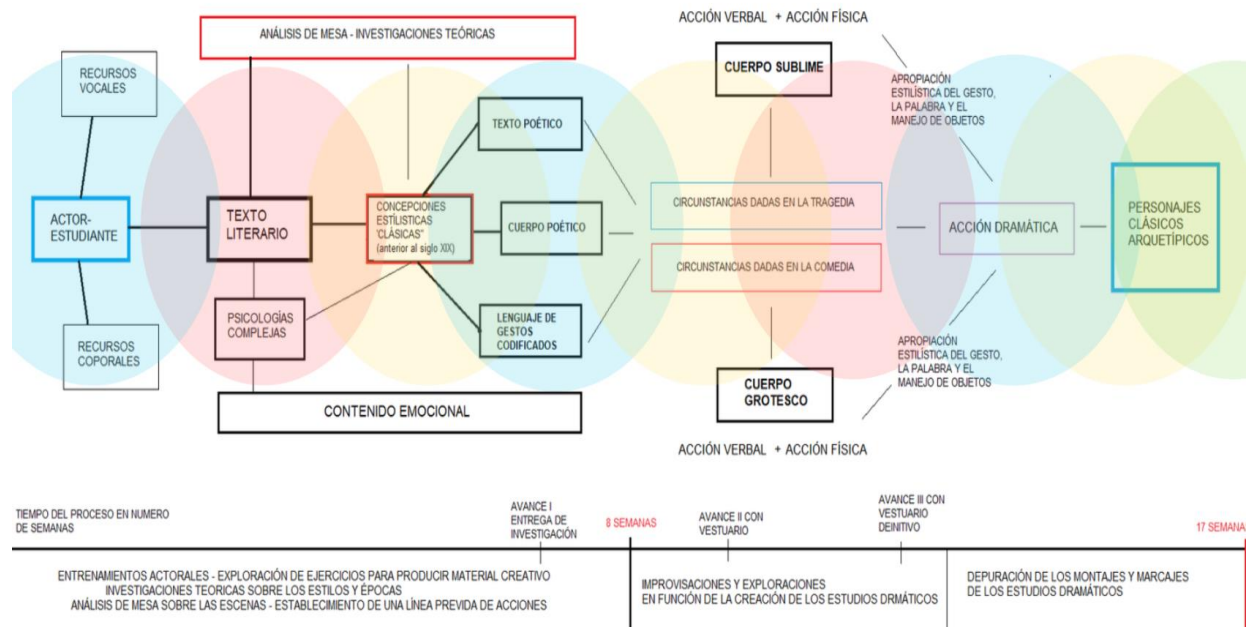 ACCIÓN VERBAL + ACCIÓN FÍSICA
ANÁLISIS DE MESA - INVESTIGACIONES TEÓRICAS
CUERPO SUBLIME
RECURSOS
VOCALES
APROPIACIÓN
ESTILÍSTICA DEL GESTO,
LA PALABRA Y EL
MANEJO DE OBJETOS
TEXTO POÉTICO
ACTOR-
ESTUDIANTE
TEXTO
LITERARIO
CONCEPCIONES
ESTÍLISTICAS
"CLÁSICAS"
(anterior al siglo XIX)
CUERPO POÉTICO
CIRCUNSTANCIAS DADAS EN LA TRAGEDIA
CIRCUNSTANCIAS DADAS EN LA COMEDIA
ACCIÓN DRAMÁTICA
PERSONAJES
CLÁSICOS
ARQUETÍPICOS
PSICOLOGÍAS
COMPLEJAS
LENGUAJE DE
GESTOS
CODIFICADOS
RECURSOS
COPORALES
APROPIACIÓN
ESTILÍSTICA DEL GESTO,
LA PALABRA Y EL
MANEJO DE OBJETOS
CUERPO
GROTESCO
CONTENIDO EMOCIONAL
ACCIÓN VERBAL + ACCIÓN FÍSICA
TIEMPO DEL PROCESO EN NUMERO
DE SEMANAS
AVANCE I
ENTREGA DE
INVESTIGACIÓN
8 SEMANAS
AVANCE II CON
VESTUARIO
AVANCE III CON
VESTUARIO
DEINITIVO
17 SEMANA
ENTRENAMIENTOS ACTORALES - EXPLORACIÓN DE EJERCICIOS PARA PRODUCIR MATERIAL CREATIVO
INVESTIGACIONES TEORICAS SOBRE LOS ESTILOS Y ÉPOCAS
ANÁLISIS DE MESA SOBRE LAS ESCENAS - ESTABLECIMIENTO DE UNA LÍNEA PREVIDA DE ACCIONES
IMPROVISACIONES Y EXPLORACIONES
EN FUNCIÓN DE LA CREACIÓN DE LOS ESTUDIOS DRMÁTICOS
DEPURACIÓN DE LOS MONTAJES Y MARCAJES
DE LOS ESTUDIOS DRAMÁTICOS